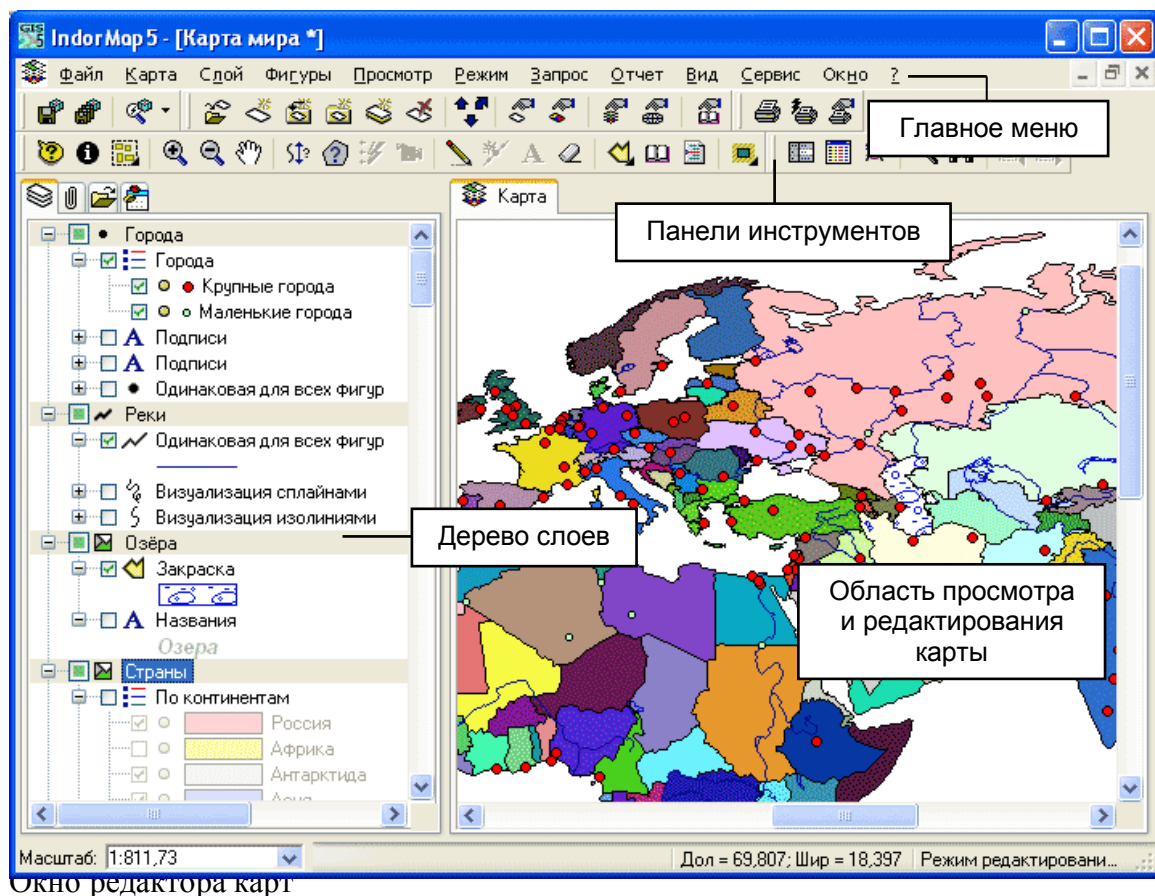 IndorMap 5 - [Карта мира *]
Файл Карта Слой Фигуры Просмотр Режим Запрос Отчет Вид Сервис Окно ?
Главное меню
Карта
Панели инструментов
Города
Города
Крупные города
Маленькие города
Подписи
Подписи
Одинаковая для всех фигур
Реки
Одинаковая для всех фигур
Визуализация сплайнами
Визуализация изолиниями
Дерево слоев
Озёра
Закраска
Названия
Озера
Страны
По континентам
Россия
Африка
Антарктида
Область просмотра
и редактирования
карты
Масштаб: 1:811,73
Дол = 69,807; Шир = 18,397 Режим редактировани...
Окно редактора карт